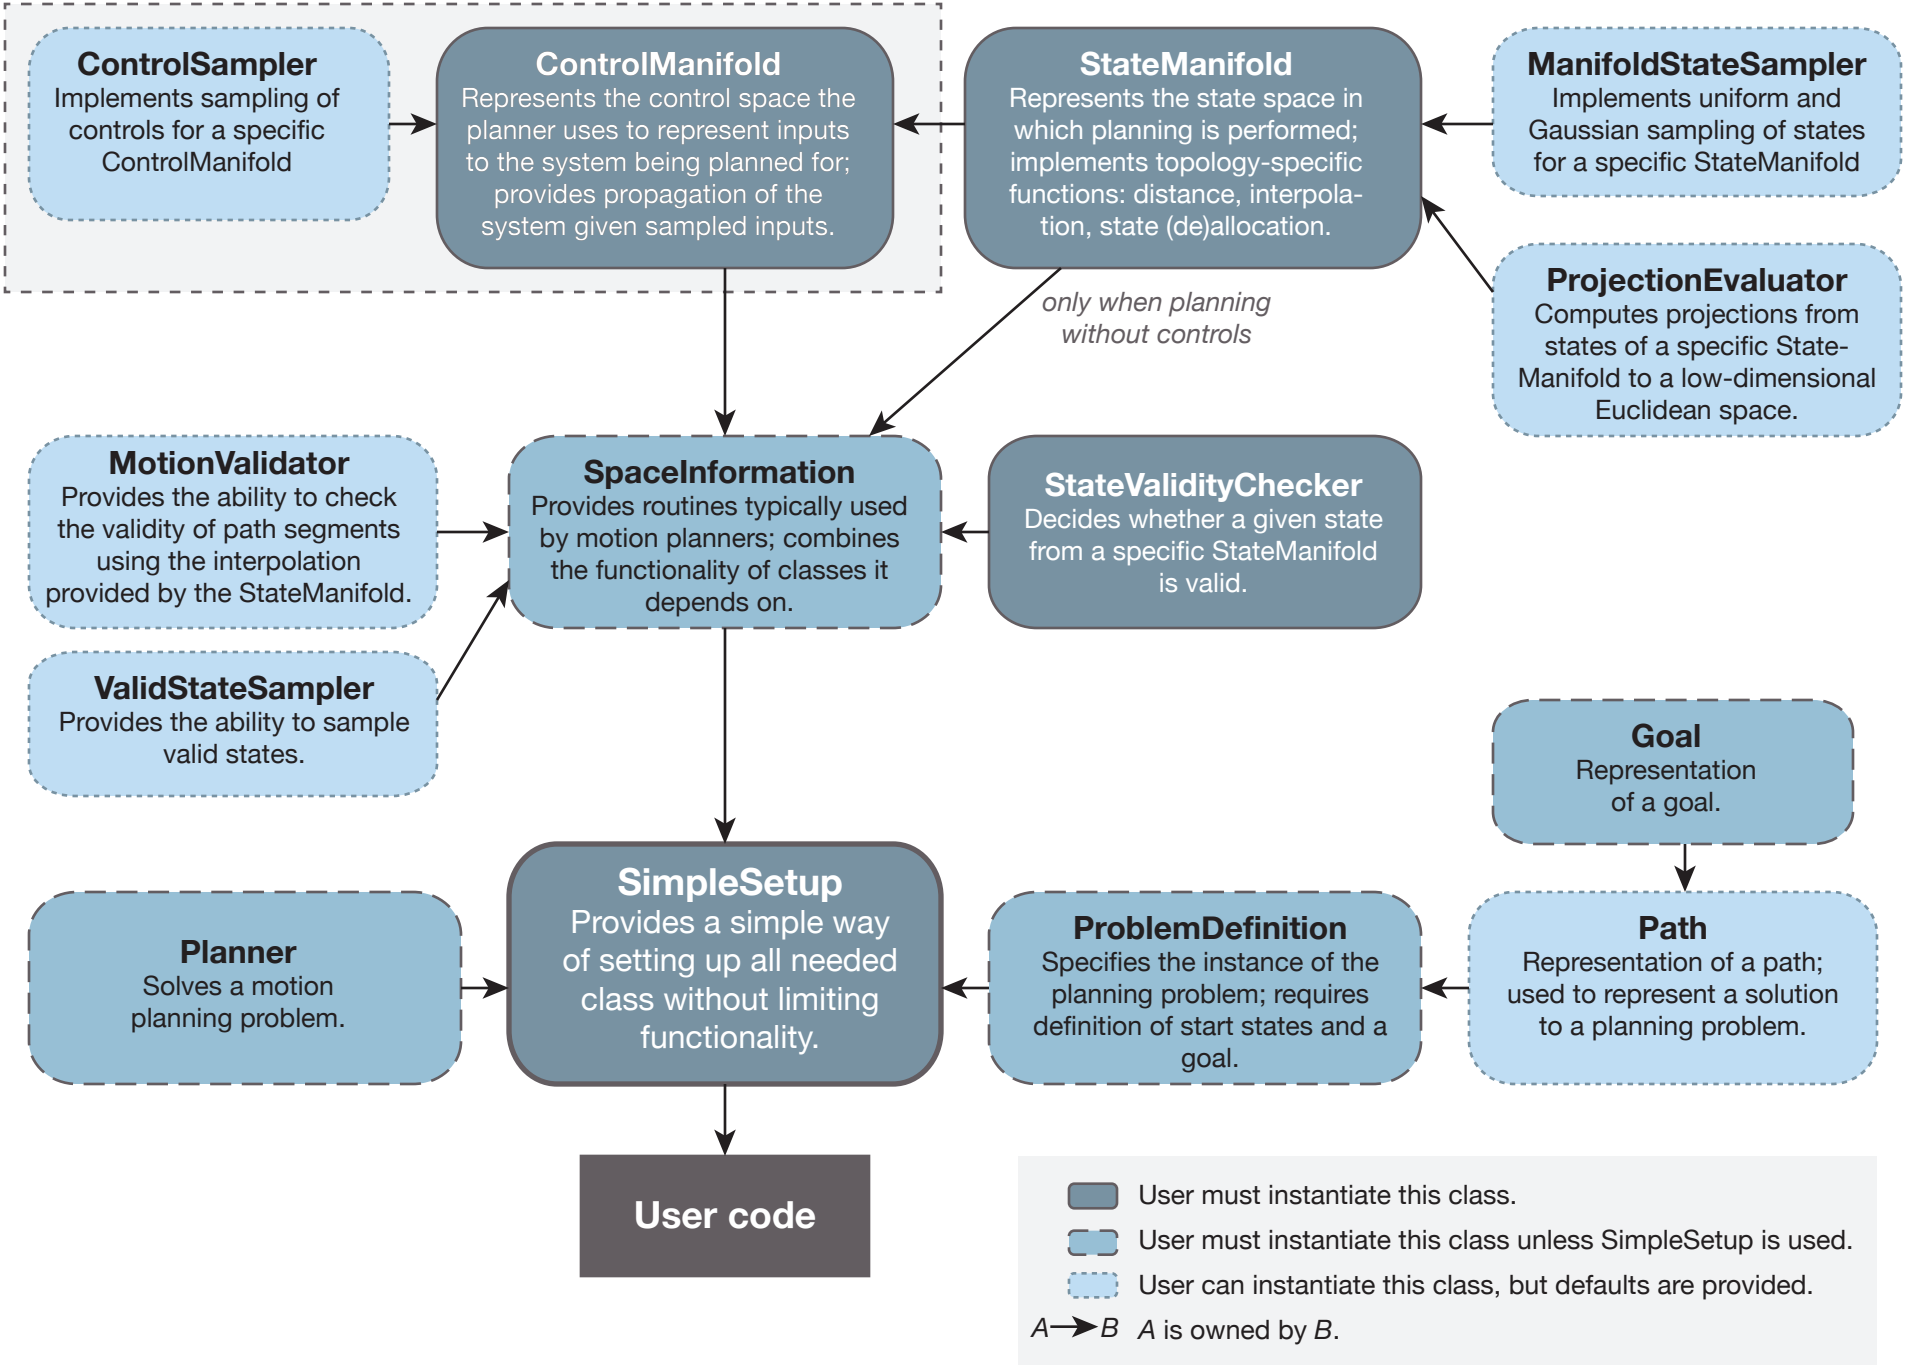 ControlSampler
Implements sampling of
controls for a specific
ControlManifold
ControlManifold
Represents the control space the
planner uses to represent inputs
to the system being planned for;
provides propagation of the
system given sampled inputs.
StateManifold
Represents the state space in
which planning is performed;
implements topology-specific
functions: distance, interpola-
tion, state (de)allocation.
ManifoldStateSampler
Implements uniform and
Gaussian sampling of states
for a specific StateManifold
ProjectionEvaluator
Computes projections from
states of a specific State-
Manifold to a low-dimensional
Euclidean space.
only when planning
without controls
MotionValidator
Provides the ability to check
the validity of path segments
using the interpolation
provided by the StateManifold.
SpaceInformation
Provides routines typically used
by motion planners; combines
the functionality of classes it
depends on.
StateValidityChecker
Decides whether a given state
from a specific StateManifold
is valid.
ValidStateSampler
Provides the ability to sample
valid states.
Goal
Representation
of a goal.
Planner
Solves a motion
planning problem.
SimpleSetup
Provides a simple way
of setting up all needed
class without limiting
functionality.
ProblemDefinition
Specifies the instance of the
planning problem; requires
definition of start states and a
goal.
Path
Representation of a path;
used to represent a solution
to a planning problem.
User code
User must instantiate this class.
User must instantiate this class unless SimpleSetup is used.
User can instantiate this class, but defaults are provided.
A B A is owned by B.